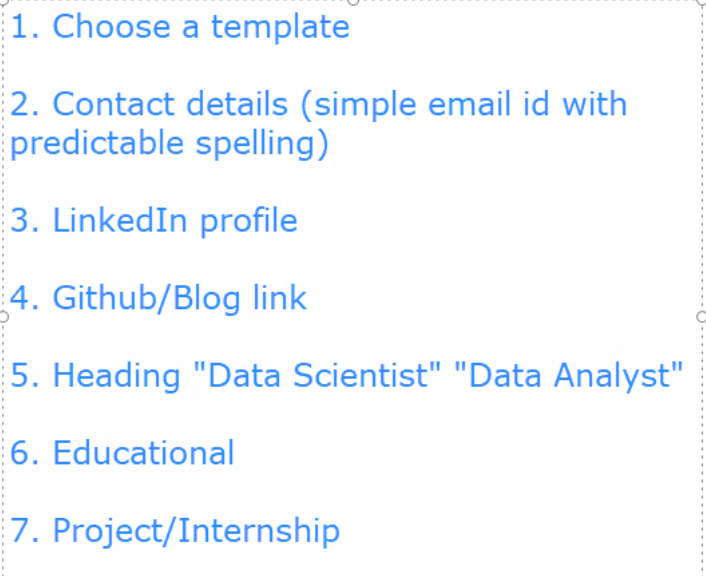 1. Choose a template
2. Contact details (simple email id with
predictable spelling)
3. LinkedIn profile
4. Github/Blog link
5. Heading "Data Scientist" "Data Analyst"
6. Educational
7. Project/Internship